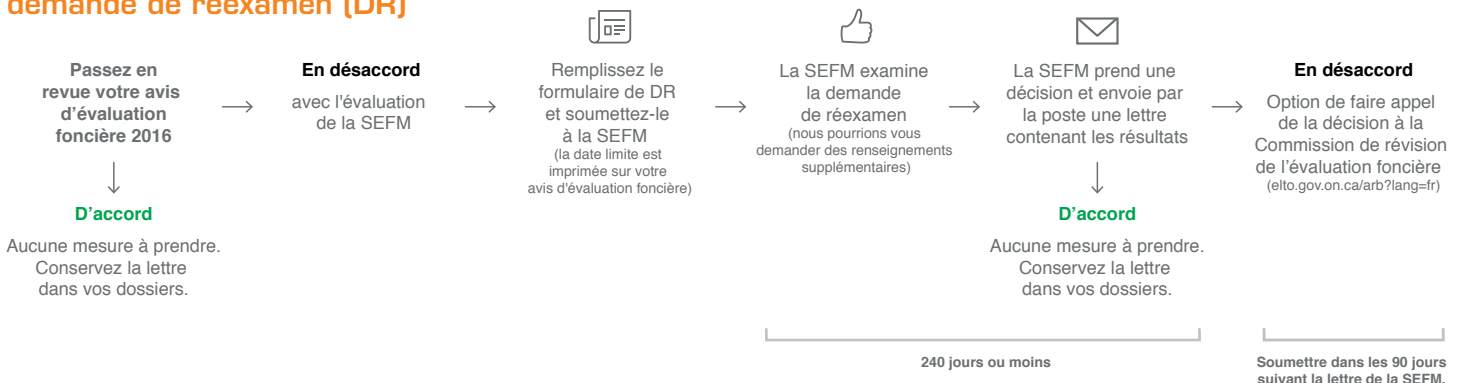 demande de réexamen (DR)
Passez en
revue votre avis
d'évaluation
foncière 2016
D'accord
Aucune mesure à prendre.
Conservez la lettre
dans vos dossiers.
En désaccord
avec l'évaluation
de la SEFM
Remplissez le
formulaire de DR
et soumettez-le
à la SEFM
(la date limite est
imprimée sur votre
avis d'évaluation foncière)
La SEFM examine
la demande
de réexamen
(nous pourrions vous
demander des renseignements
supplémentaires)
La SEFM prend une
décision et envoie par
la poste une lettre
contenant les résultats
D'accord
Aucune mesure à prendre.
Conservez la lettre
dans vos dossiers.
240 jours ou moins
En désaccord
Option de faire appel
de la décision à la
Commission de révision
de l'évaluation foncière
(elto.gov.on.ca/arb?lang=fr)
Soumettre dans les 90 jours
suivant la lettre de la SEFM.